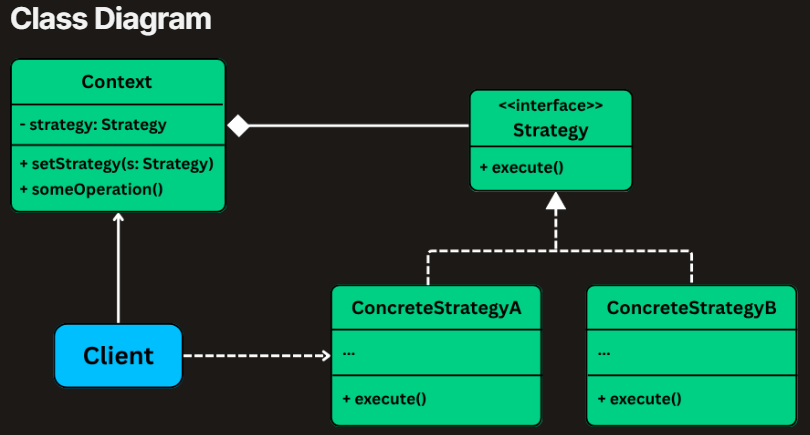 Class Diagram
Context
- strategy: Strategy
+ setStrategy(s: Strategy)
+ someOperation()
<<interface>>
Strategy
+ execute()
Client
ConcreteStrategyA
...
+ execute()
ConcreteStrategyB
...
+ execute()